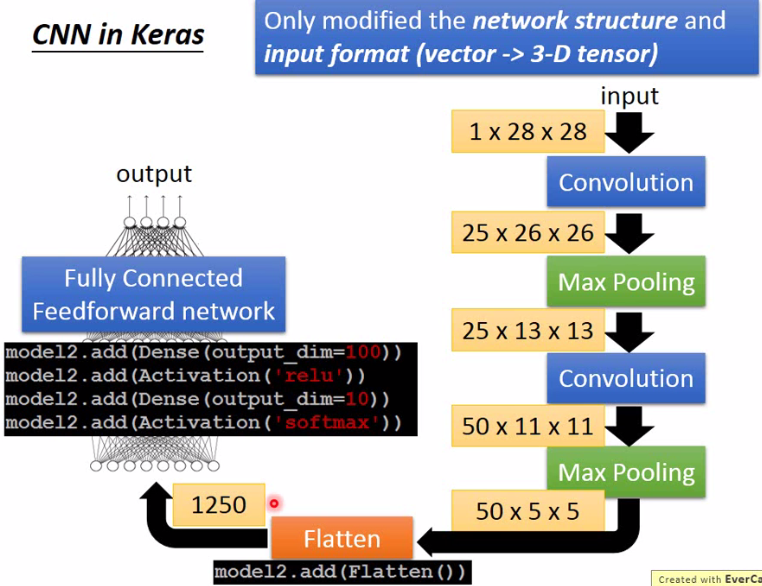 CNN in Keras
Only modified the network structure and
input format (vector -> 3-D tensor)
input
1 x 28 x 28
Convolution
25 x 26 x 26
Max Pooling
25 x 13 x 13
Convolution
50 x 11 x 11
Max Pooling
50 x 5 x 5
Flatten
model2.add(Flatten())
1250
output
Fully Connected
Feedforward network
model2.add(Dense(output_dim=100))
model2.add(Activation('relu'))
model2.add(Dense(output_dim=10))
model2.add(Activation('softmax'))
Created with EverCa